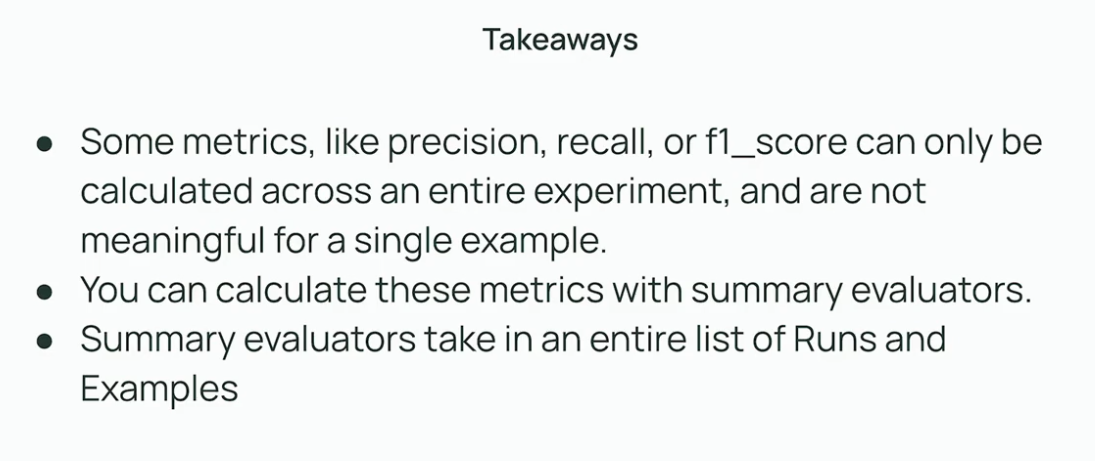 Takeaways
● Some metrics, like precision, recall, or f1_score can only be
calculated across an entire experiment, and are not
meaningful for a single example.
● You can calculate these metrics with summary evaluators.
● Summary evaluators take in an entire list of Runs and
Examples